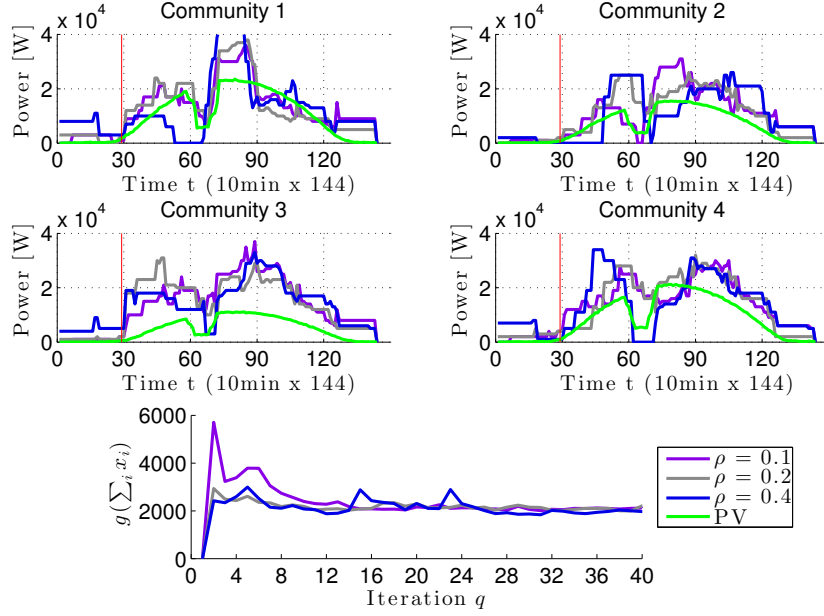 Community 1
Community 2
x 10^4
x 10^4
Power [W]
Power [W]
4
2
0
4
2
0
0 30 60 90 120
0 30 60 90 120
Time t (10min x 144)
Time t (10min x 144)
Community 3
Community 4
x 10^4
x 10^4
Power [W]
Power [W]
4
2
0
4
2
0
0 30 60 90 120
0 30 60 90 120
Time t (10min x 144)
Time t (10min x 144)
g(∑_i x_i)
6000
4000
2000
0
0 4 8 12 16 20 24 28 32 36 40
Iteration q
ρ = 0.1
ρ = 0.2
ρ = 0.4
PV